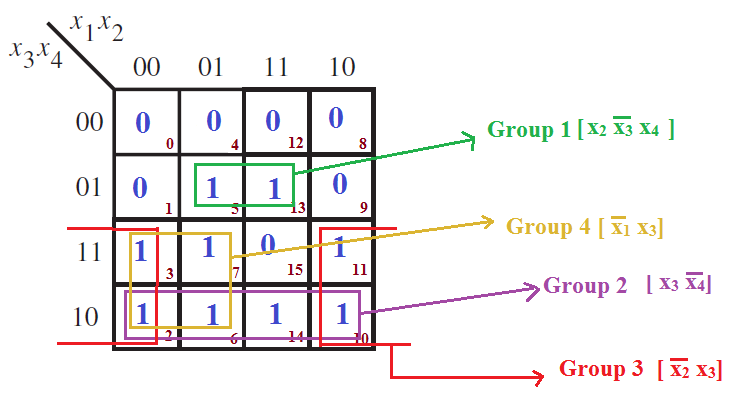 x₁x₂
x₃x₄
00 01 11 10
00 0 0 0 0 0 4 12 8
Group 1 [ x₂ x̅₃ x₄ ]
01 0 1 1 0 1 5 13 9
Group 4 [ x̅₁ x₃]
11 1 1 0 1 3 7 15 11
Group 2 [ x₃ x̅₄]
10 1 1 1 1 2 6 14 10
Group 3 [ x̅₂ x₃]